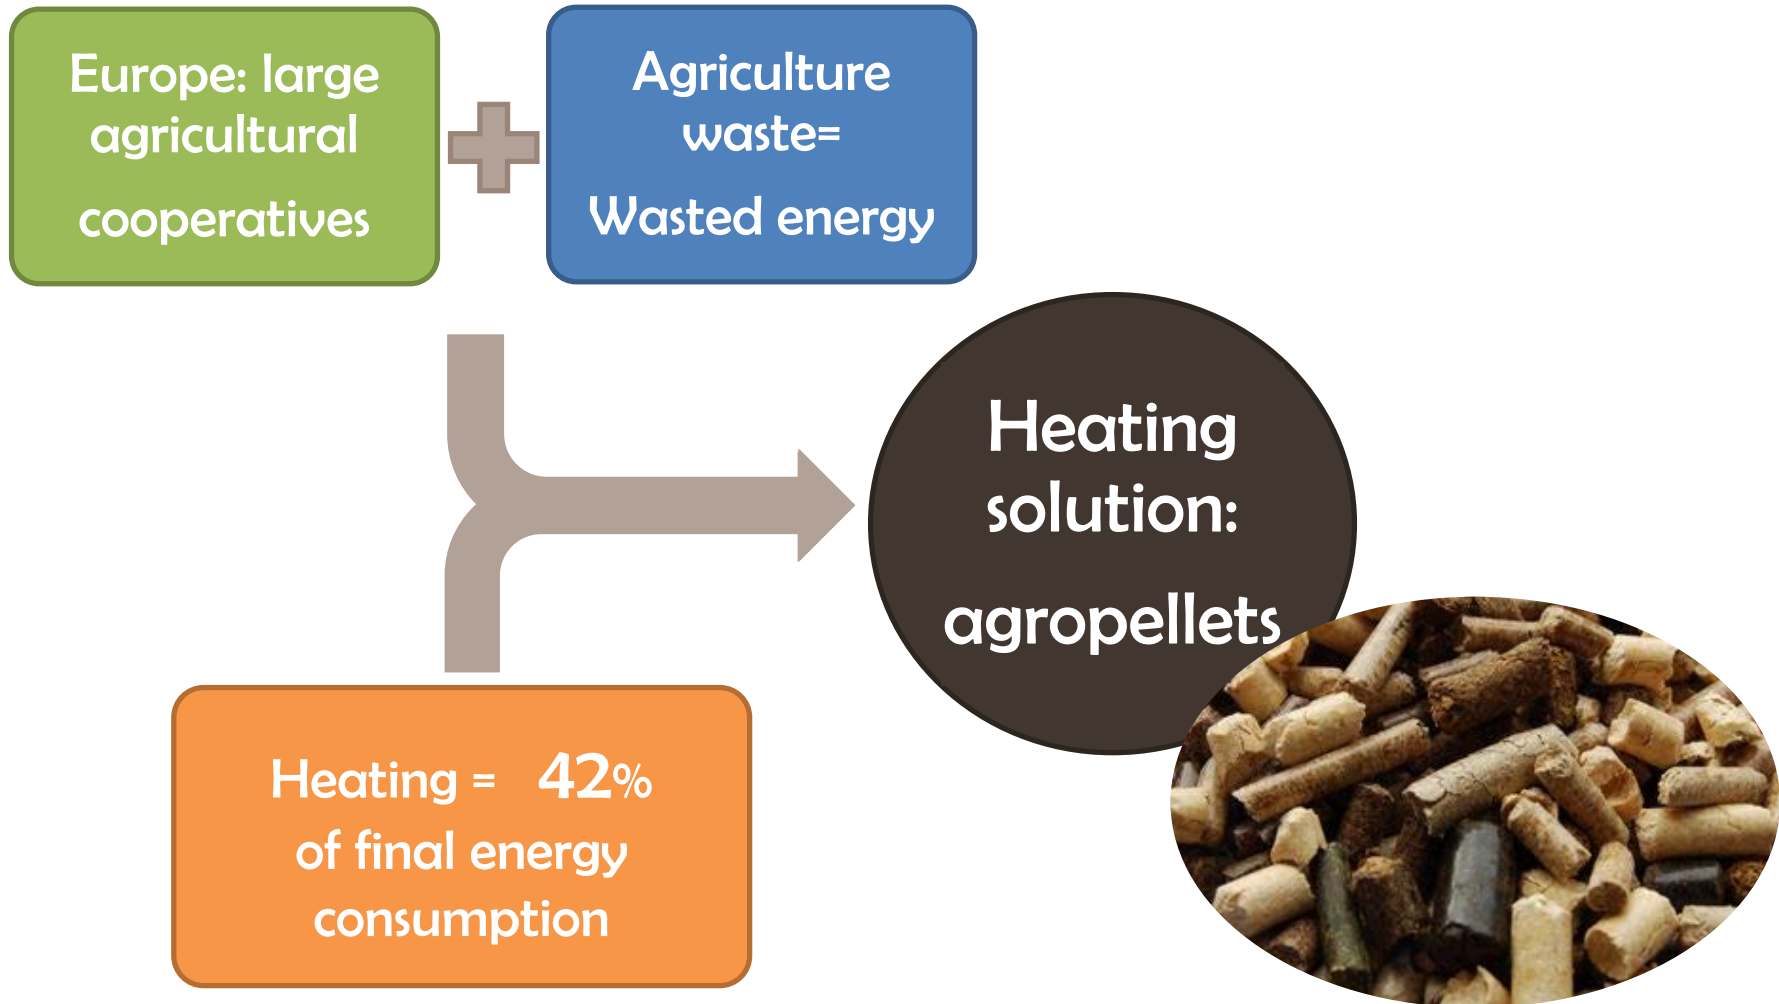 Europe: large
agricultural
cooperatives
Agriculture
waste=
Wasted energy
Heating
solution:
agropellets
Heating = 42%
of final energy
consumption